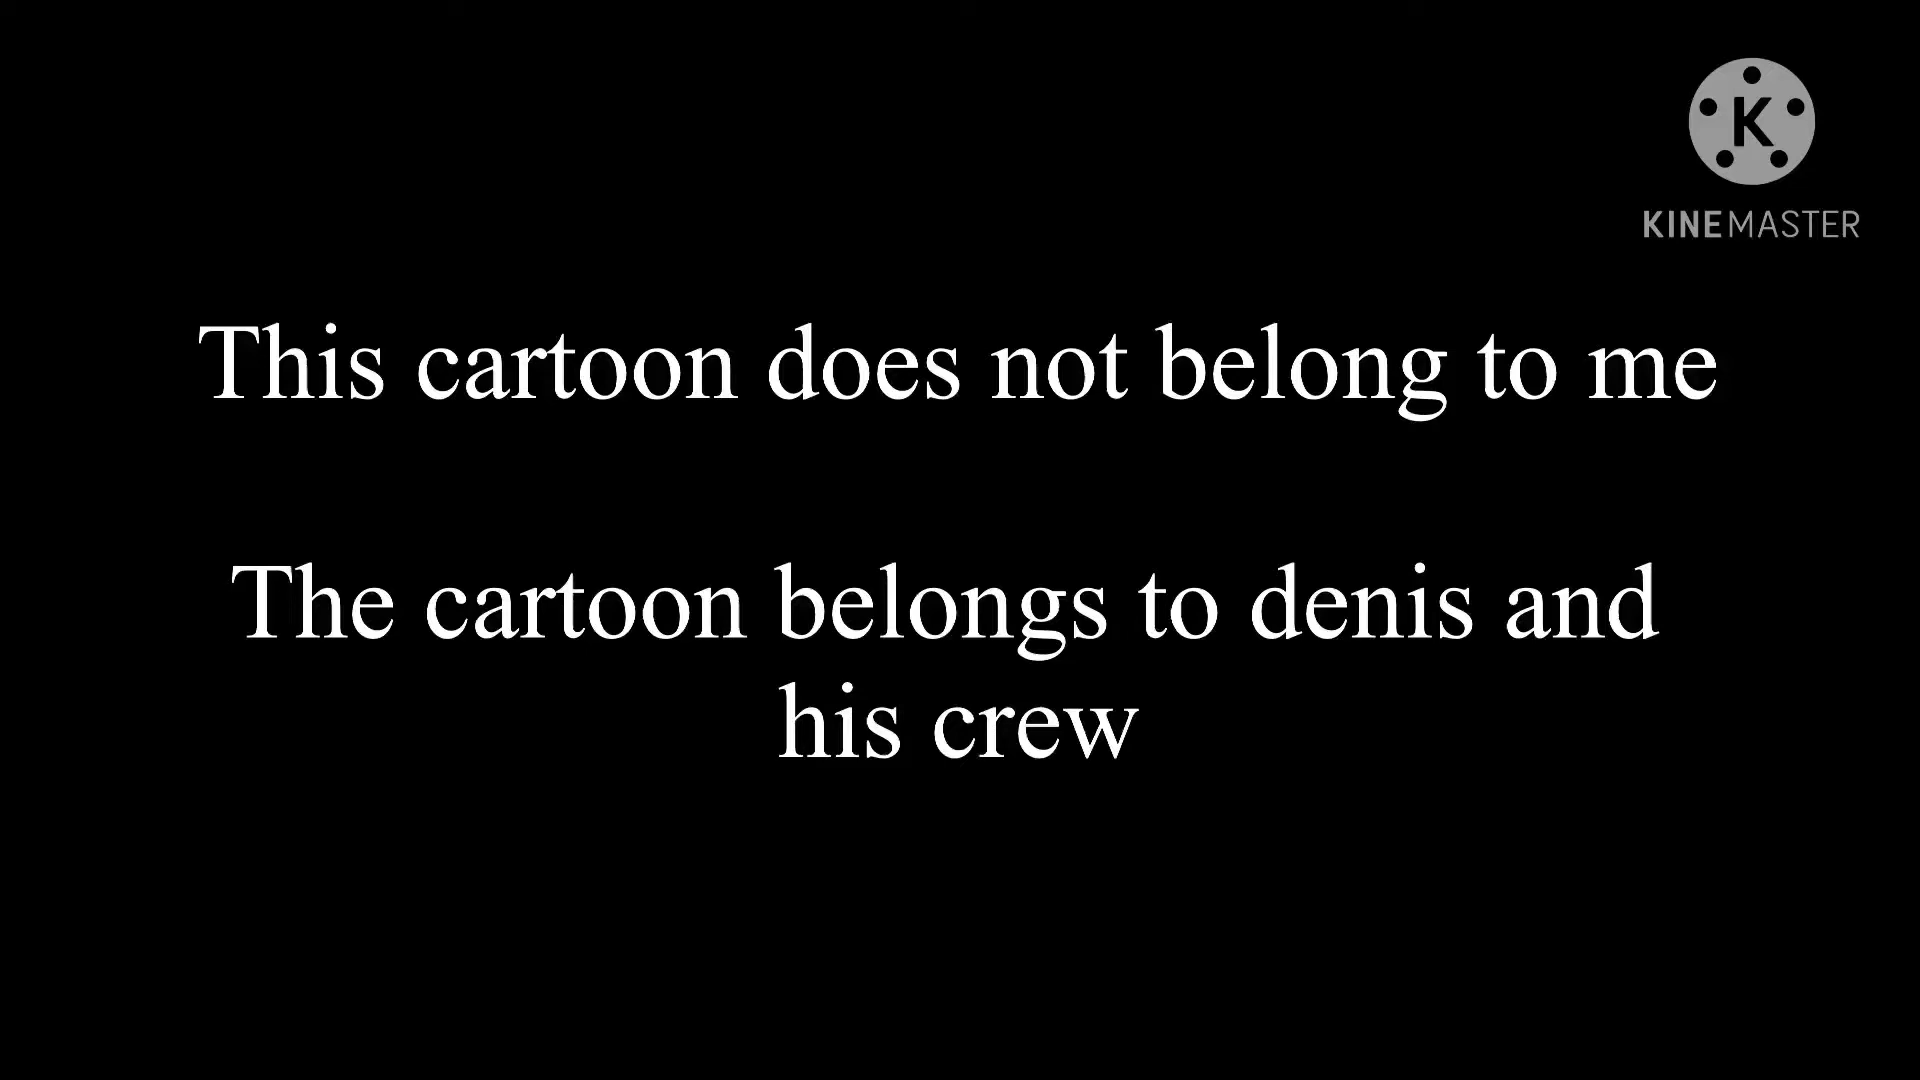 K
KINEMASTER
This cartoon does not belong to me
The cartoon belongs to denis and
his crew